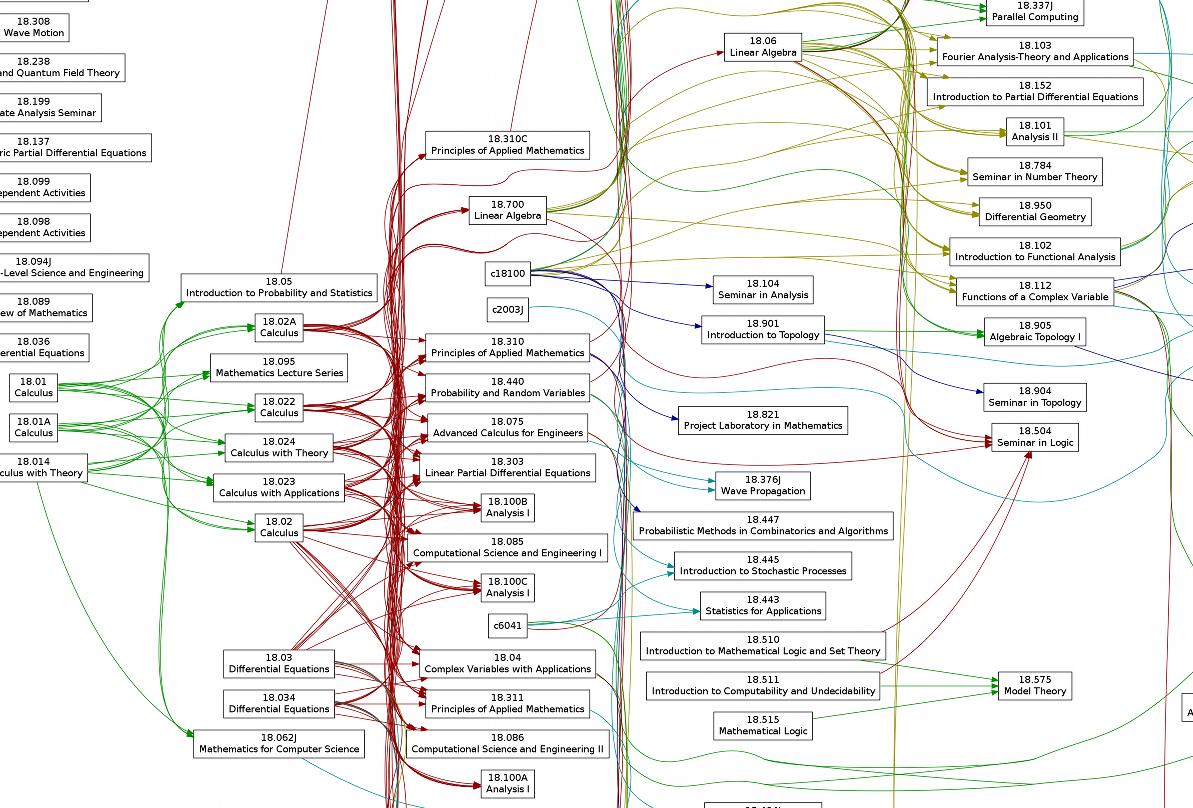 18.308
Wave Motion
18.238
and Quantum Field Theory
18.199
ate Analysis Seminar
18.137
ric Partial Differential Equations
18.099
ependent Activities
18.098
ependent Activities
18.094J
-Level Science and Engineering
18.089
ew of Mathematics
18.036
erential Equations
18.01
Calculus
18.01A
Calculus
18.014
culus with Theory
18.05
Introduction to Probability and Statistics
18.02A
Calculus
18.095
Mathematics Lecture Series
18.022
Calculus
18.024
Calculus with Theory
18.023
Calculus with Applications
18.02
Calculus
18.03
Differential Equations
18.034
Differential Equations
18.062J
Mathematics for Computer Science
18.310C
Principles of Applied Mathematics
18.700
Linear Algebra
c18100
c2003J
18.310
Principles of Applied Mathematics
18.440
Probability and Random Variables
18.075
Advanced Calculus for Engineers
18.303
Linear Partial Differential Equations
18.100B
Analysis I
18.085
Computational Science and Engineering I
18.100C
Analysis I
c6041
18.04
Complex Variables with Applications
18.311
Principles of Applied Mathematics
18.086
Computational Science and Engineering II
18.100A
Analysis I
18.06
Linear Algebra
18.104
Seminar in Analysis
18.901
Introduction to Topology
18.821
Project Laboratory in Mathematics
18.376J
Wave Propagation
18.447
Probabilistic Methods in Combinatorics and Algorithms
18.445
Introduction to Stochastic Processes
18.443
Statistics for Applications
18.510
Introduction to Mathematical Logic and Set Theory
18.511
Introduction to Computability and Undecidability
18.515
Mathematical Logic
18.337J
Parallel Computing
18.103
Fourier Analysis-Theory and Applications
18.152
Introduction to Partial Differential Equations
18.101
Analysis II
18.784
Seminar in Number Theory
18.950
Differential Geometry
18.102
Introduction to Functional Analysis
18.112
Functions of a Complex Variable
18.905
Algebraic Topology I
18.904
Seminar in Topology
18.504
Seminar in Logic
18.575
Model Theory
A